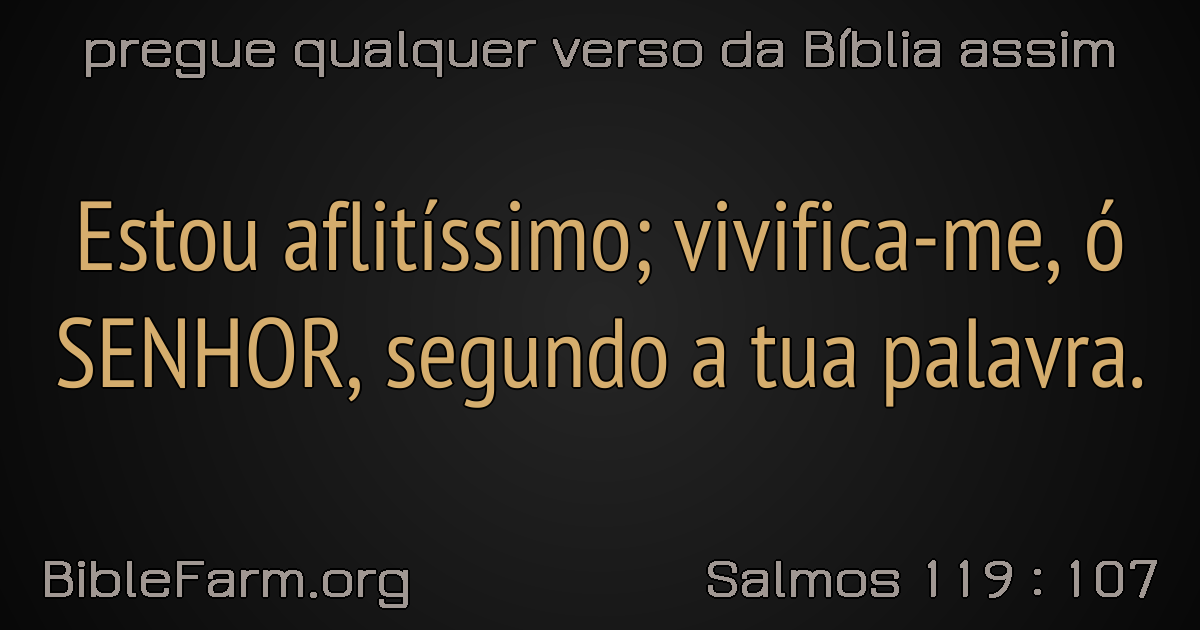 pregue qualquer verso da Bíblia assim
Estou aflitíssimo; vivifica-me, ó
SENHOR, segundo a tua palavra.
BibleFarm.org
Salmos 119 : 107